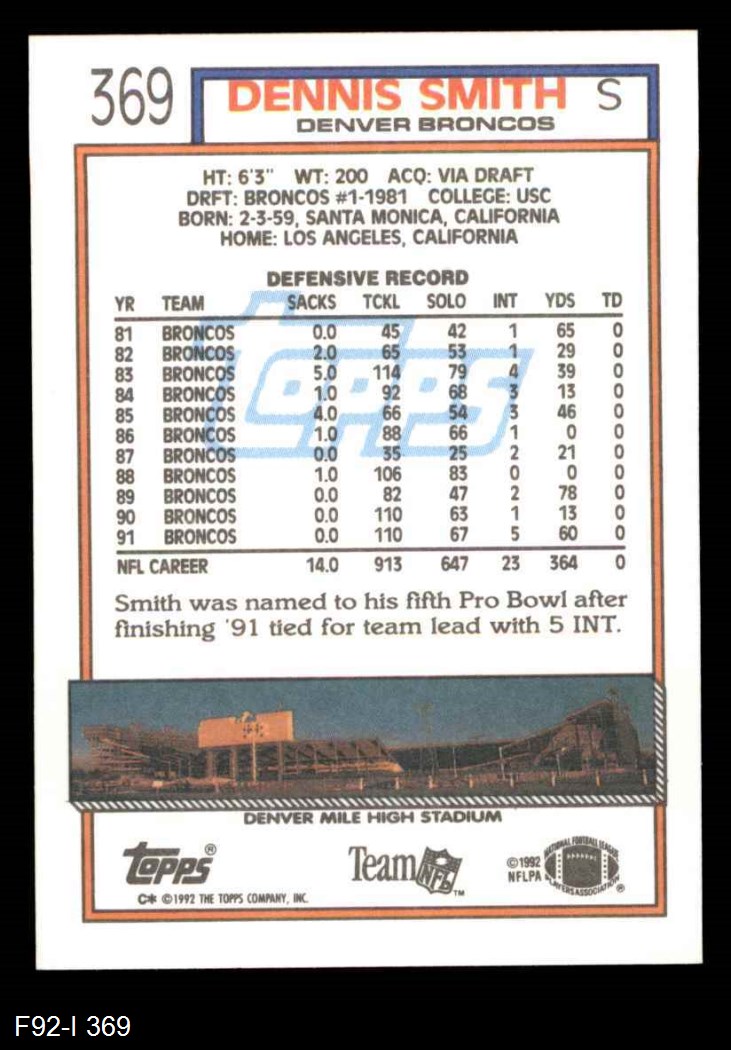 369 DENNIS SMITH S
DENVER BRONCOS
HT: 6'3" WT: 200 ACQ: VIA DRAFT
DRFT: BRONCOS #1-1981 COLLEGE: USC
BORN: 2-3-59, SANTA MONICA, CALIFORNIA
HOME: LOS ANGELES, CALIFORNIA
DEFENSIVE RECORD
YR TEAM SACKS TCKL SOLO INT YDS TD
81 BRONCOS 0.0 45 42 1 65 0
82 BRONCOS 2.0 65 53 1 29 0
83 BRONCOS 5.0 114 79 4 39 0
84 BRONCOS 1.0 92 68 3 13 0
85 BRONCOS 4.0 66 54 3 46 0
86 BRONCOS 1.0 88 66 1 0 0
87 BRONCOS 0.0 35 25 2 21 0
88 BRONCOS 1.0 106 83 0 0 0
89 BRONCOS 0.0 82 47 2 78 0
90 BRONCOS 0.0 110 63 1 13 0
91 BRONCOS 0.0 110 67 5 60 0
NFL CAREER 14.0 913 647 23 364 0
Topps
Smith was named to his fifth Pro Bowl after
finishing '91 tied for team lead with 5 INT.
DENVER MILE HIGH STADIUM
Topps®
C* ©1992 THE TOPPS COMPANY, INC.
Team NFL™
©1992
NFLPA
NATIONAL FOOTBALL LEAGUE
PLAYERS ASSOCIATION ®
F92-I 369